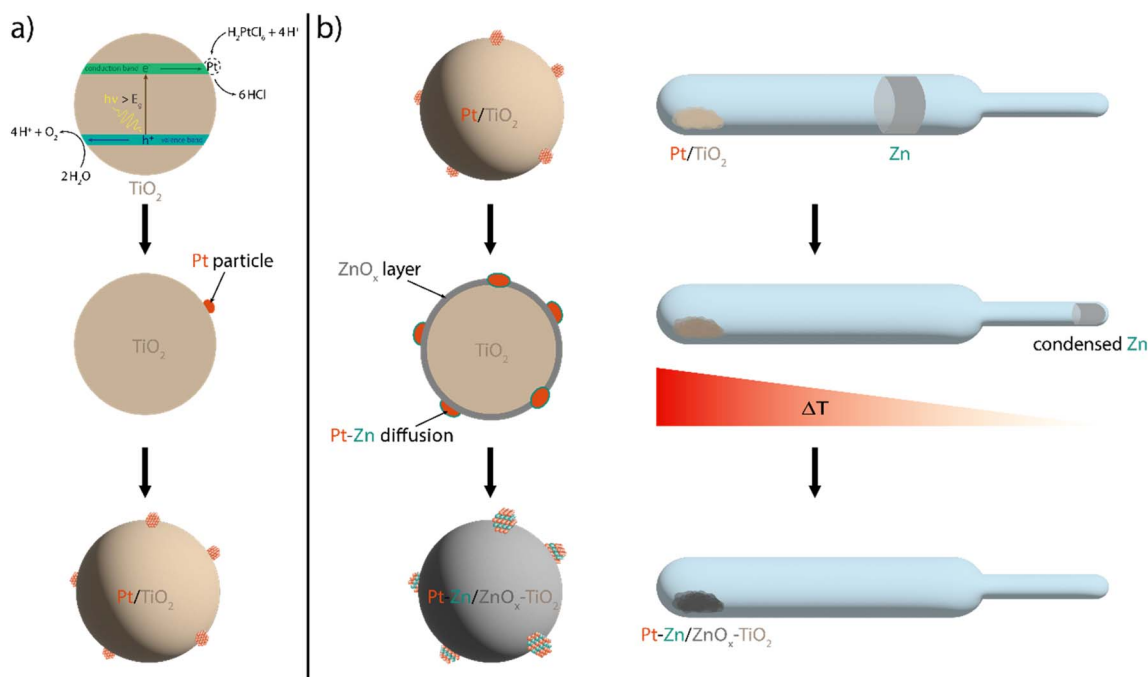 a)
H₂PtCl₆ + 4H⁺
conduction band e⁻
Pt
hν > E₉
6 HCl
4 H⁺ + O₂
h⁺ valence band
2 H₂O
TiO₂
Pt particle
TiO₂
Pt/TiO₂
b)
Pt/TiO₂
ZnOₓ layer
TiO₂
Pt-Zn diffusion
Pt-Zn/ZnOₓ-TiO₂
Pt/TiO₂
Zn
condensed Zn
ΔT
Pt-Zn/ZnOₓ-TiO₂